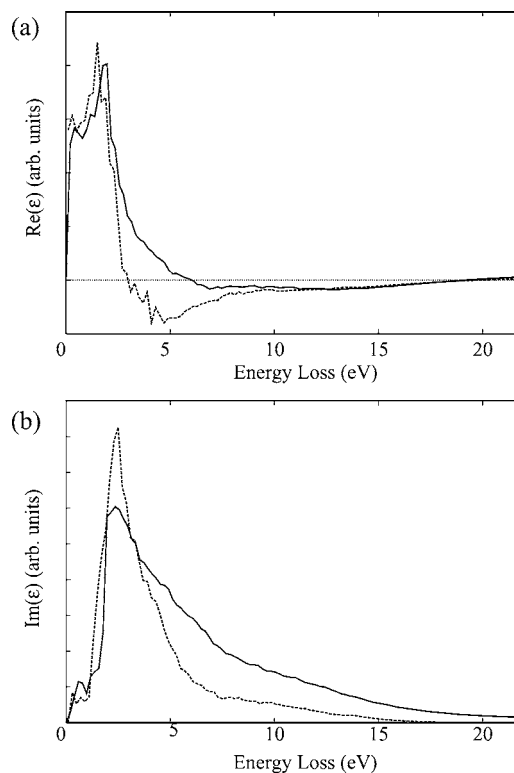 (a)
Re(ε) (arb. units)
0 5 10 15 20
Energy Loss (eV)
(b)
Im(ε) (arb. units)
0 5 10 15 20
Energy Loss (eV)